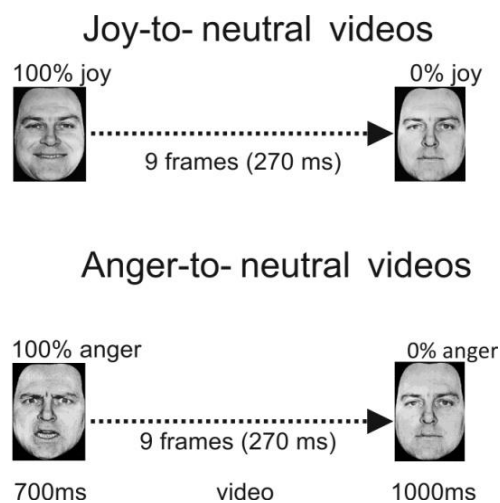 Joy-to- neutral videos
100% joy 0% joy
9 frames (270 ms)
Anger-to- neutral videos
100% anger 0% anger
9 frames (270 ms)
700ms video 1000ms